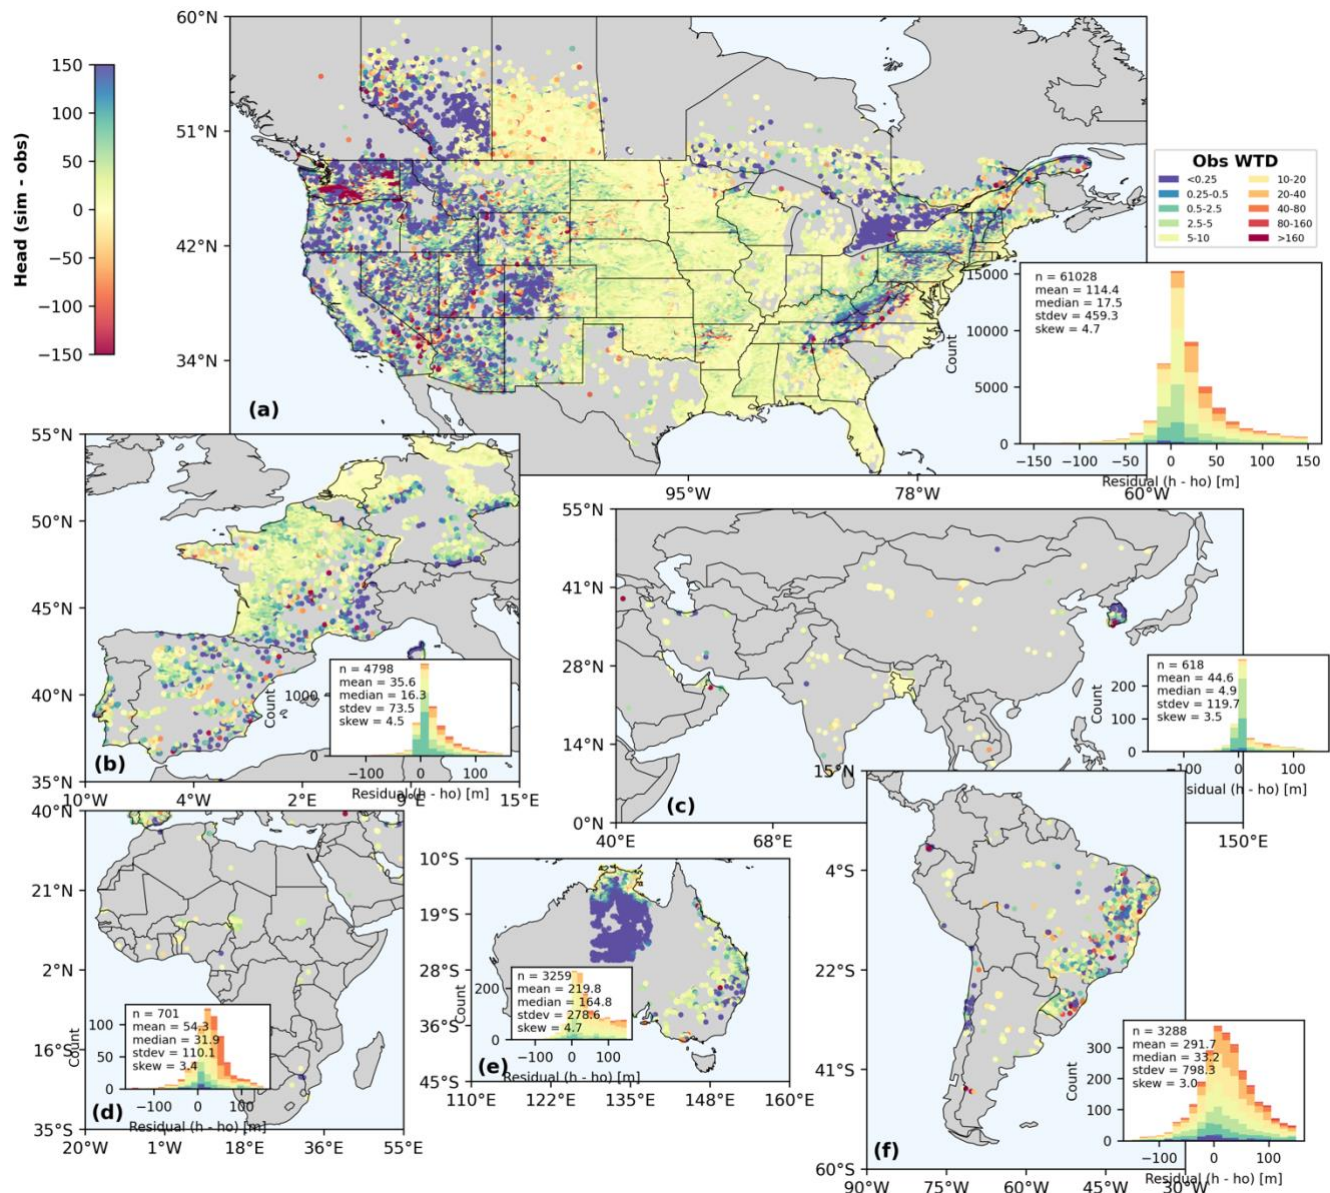 60°N
51°N
42°N
34°N
95°W
78°W
60°W
Head (sim - obs)
150
100
50
0
−50
−100
−150
Obs WTD
<0.25
0.25-0.5
0.5-2.5
2.5-5
5-10
10-20
20-40
40-80
80-160
>160
(a)
n = 61028
mean = 114.4
median = 17.5
stdev = 459.3
skew = 4.7
Count
15000
10000
5000
0
−150
−100
−50
0
50
100
150
Residual (h - ho) [m]
55°N
50°N
45°N
40°N
35°N
10°W
4°W
2°E
9°E
15°E
(b)
n = 4798
mean = 35.6
median = 16.3
stdev = 73.5
skew = 4.5
Count
1000
0
−100
0
100
Residual (h - ho) [m]
55°N
41°N
28°N
14°N
0°N
40°E
68°E
150°E
(c)
n = 618
mean = 44.6
median = 4.9
stdev = 119.7
skew = 3.5
Count
200
100
0
−100
0
100
sidual (h - ho) [m]
40°N
21°N
2°N
16°S
35°S
20°W
1°W
18°E
36°E
55°E
(d)
n = 701
mean = 54.3
median = 31.9
stdev = 110.1
skew = 3.4
Count
100
50
0
−100
0
100
Residual (h - ho) [m]
10°S
19°S
28°S
36°S
45°S
110°E
122°E
135°E
148°E
160°E
(e)
n = 3259
mean = 219.8
median = 164.8
stdev = 278.6
skew = 4.7
Count
200
0
−100
0
100
Residual (h - ho) [m]
15°N
4°S
22°S
41°S
60°S
90°W
75°W
60°W
45°W
30°W
(f)
n = 3288
mean = 291.7
median = 33.2
stdev = 798.3
skew = 3.0
Count
300
200
100
0
−100
0
100
Residual (h - ho) [m]